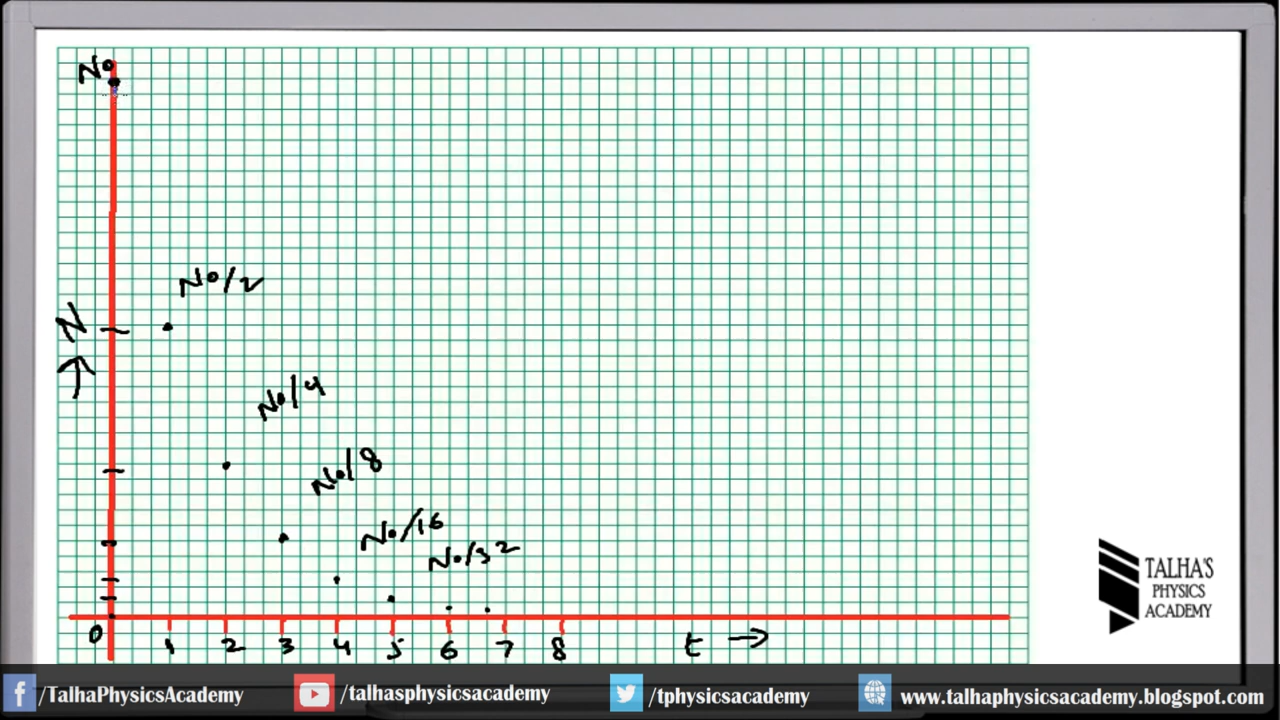 No
No/2
N
No/4
No/8
No/16
No/32
0 1 2 3 4 5 6 7 8 t
TALHA'S
PHYSICS
ACADEMY
/TalhaPhysicsAcademy /talhasphysicsacademy /tphysicsacademy www.talhaphysicsacademy.blogspot.com